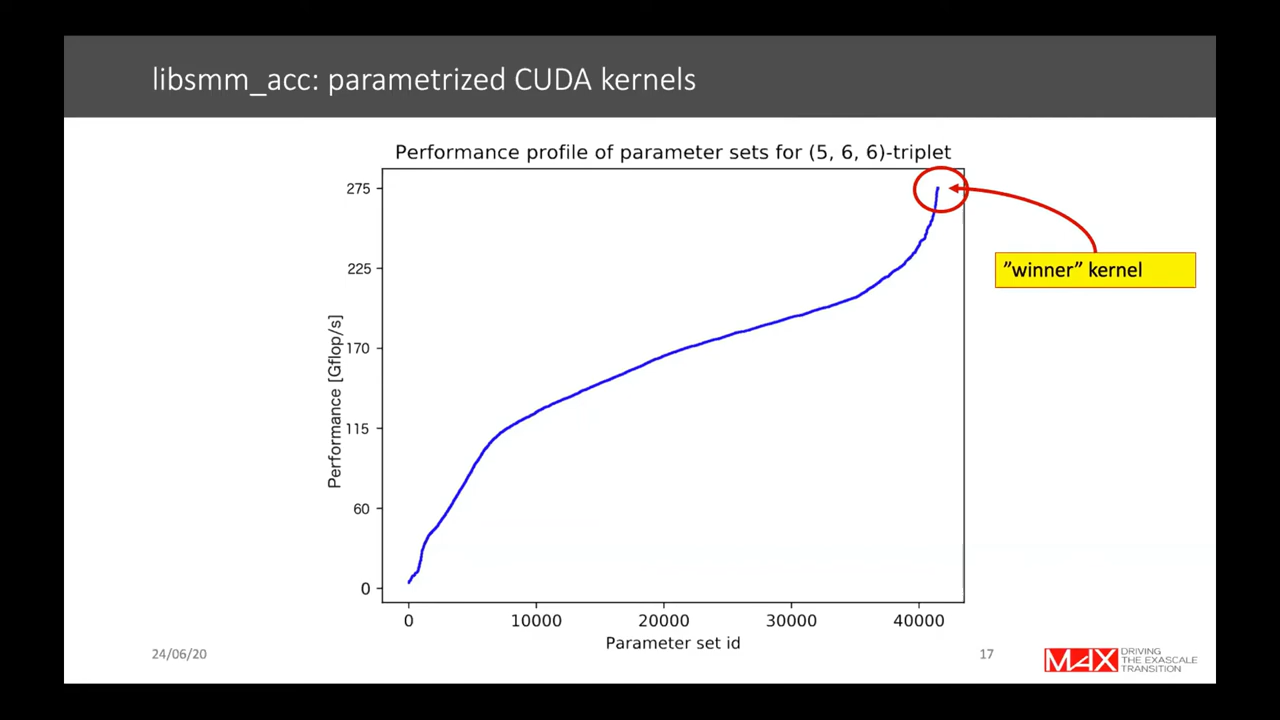 libsmm_acc: parametrized CUDA kernels
Performance profile of parameter sets for (5, 6, 6)-triplet
275
225
170
115
60
0
Performance [Gflop/s]
0 10000 20000 30000 40000
Parameter set id
”winner” kernel
24/06/20
17
MAX
DRIVING
THE EXASCALE
TRANSITION